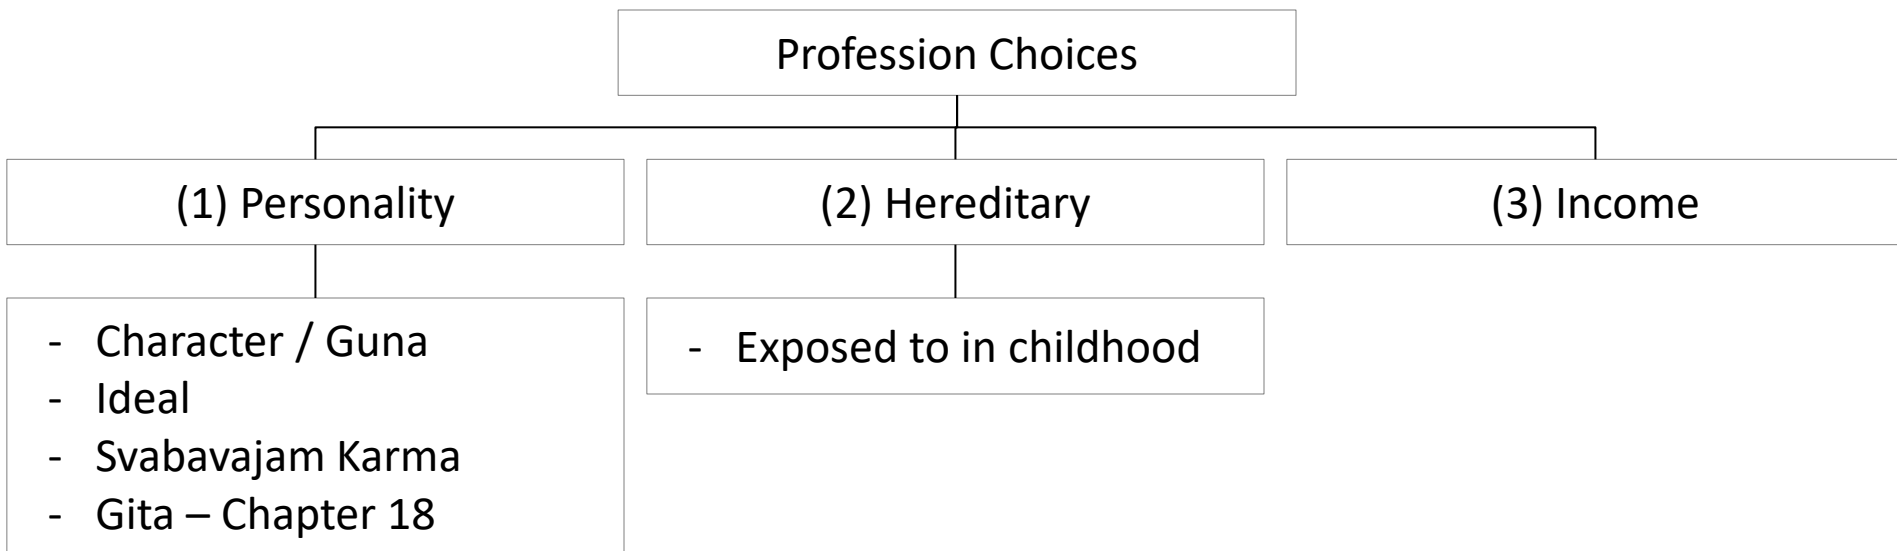 Profession Choices
(1) Personality
(2) Hereditary
(3) Income
- Character / Guna
- Ideal
- Svabavajam Karma
- Gita – Chapter 18
- Exposed to in childhood